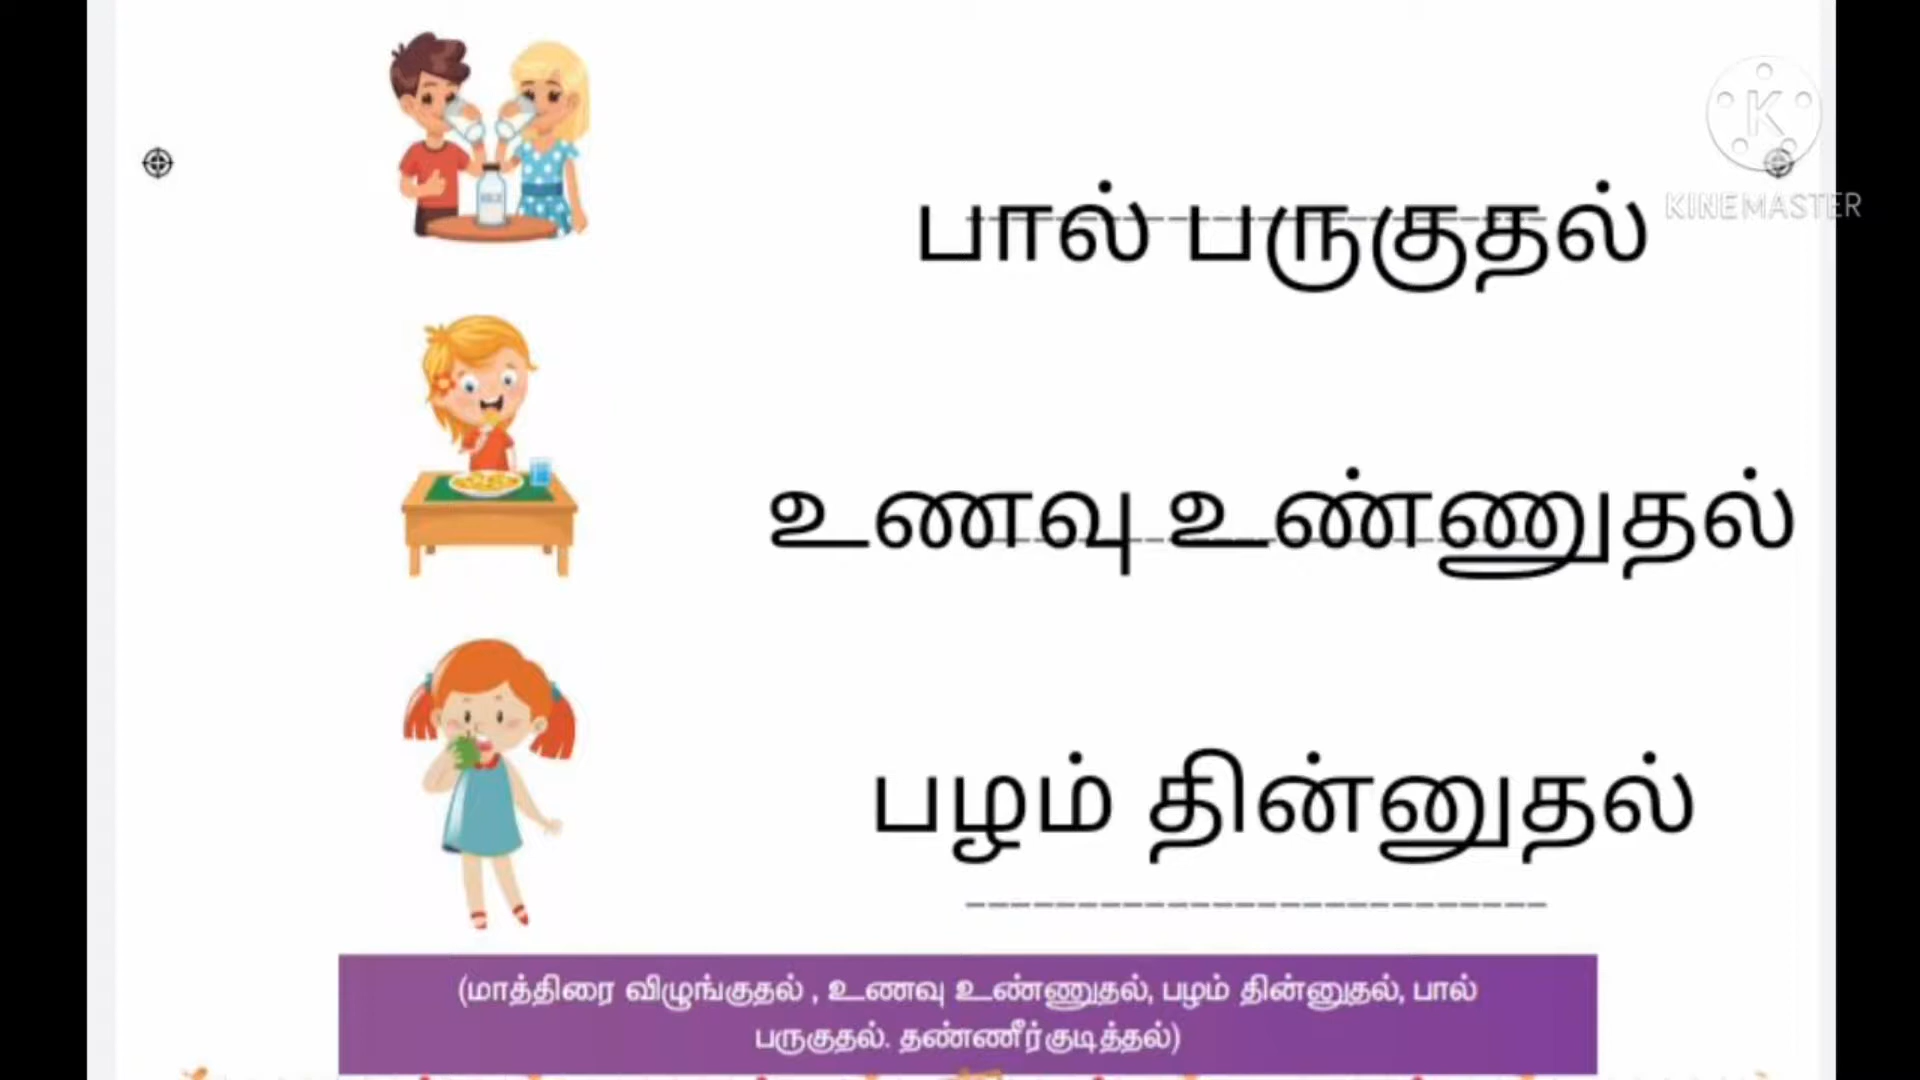 K
KINEMASTER
பால் பருகுதல்
உணவு உண்ணுதல்
பழம் தின்னுதல்
(மாத்திரை விழுங்குதல் , உணவு உண்ணுதல், பழம் தின்னுதல், பால்
பருகுதல். தண்ணீர்குடித்தல்)